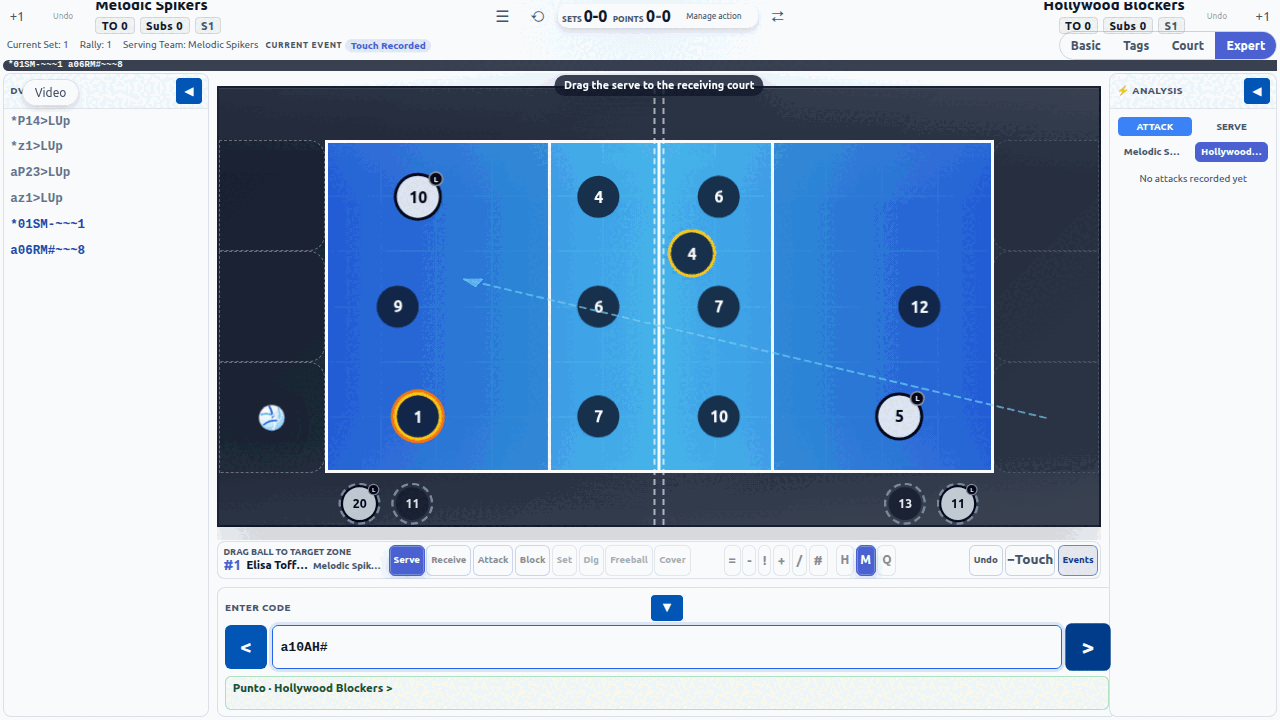 +1
Undo
Melodic Spikers
TO 0
Subs 0
S1
SETS 0-0 POINTS 0-0 Manage action
Hollywood Blockers
TO 0
Subs 0
S1
Undo
+1
Current Set: 1 Rally: 1 Serving Team: Melodic Spikers CURRENT EVENT Touch Recorded
Basic Tags Court Expert
*01SM-~~~1 a06RM#~~~8
DV
Video
*P14>LUp
*z1>LUp
aP23>LUp
az1>LUp
*01SM-~~~1
a06RM#~~~8
Drag the serve to the receiving court
10 L
4
6
4
9
6
7
12
1
7
10
5 L
20 L
11
13
11 L
ANALYSIS
ATTACK SERVE
Melodic S... Hollywood...
No attacks recorded yet
DRAG BALL TO TARGET ZONE
#1 Elisa Toff... Melodic Spik...
Serve Receive Attack Block Set Dig Freeball Cover
= - ! + / # H M Q
Undo –Touch Events
ENTER CODE
▼
< a10AH# >
Punto · Hollywood Blockers >